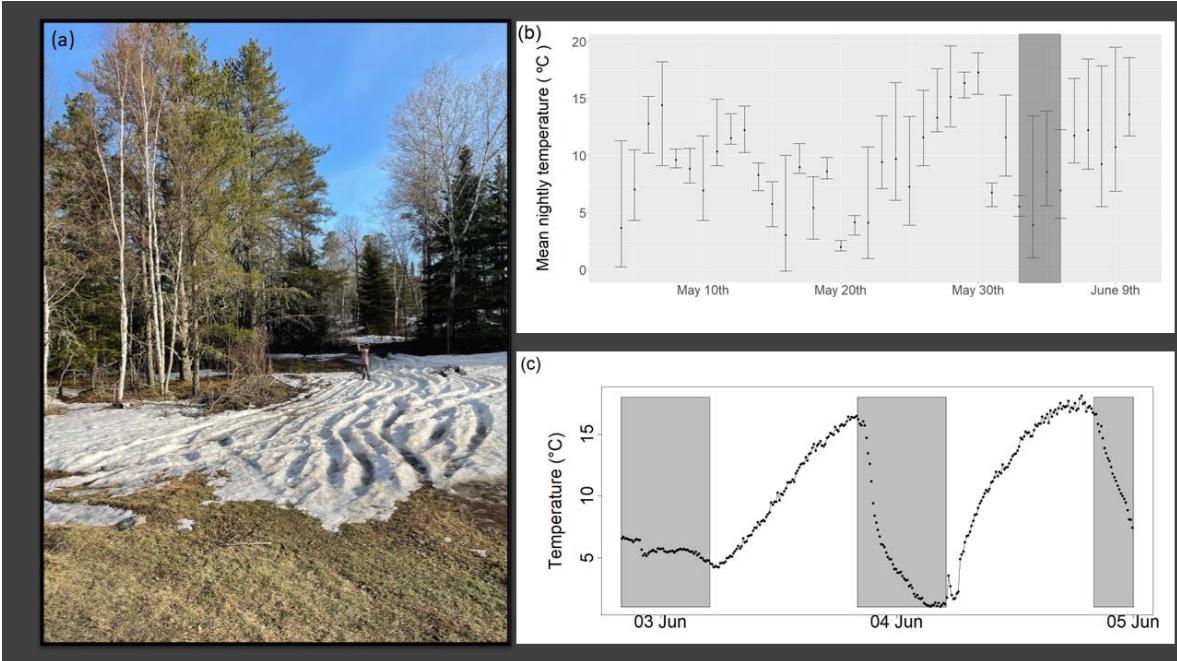 (a)
(b)
Mean nightly temperature (°C)
20
15
10
5
0
May 10th
May 20th
May 30th
June 9th
(c)
Temperature (°C)
15
10
5
03 Jun
04 Jun
05 Jun